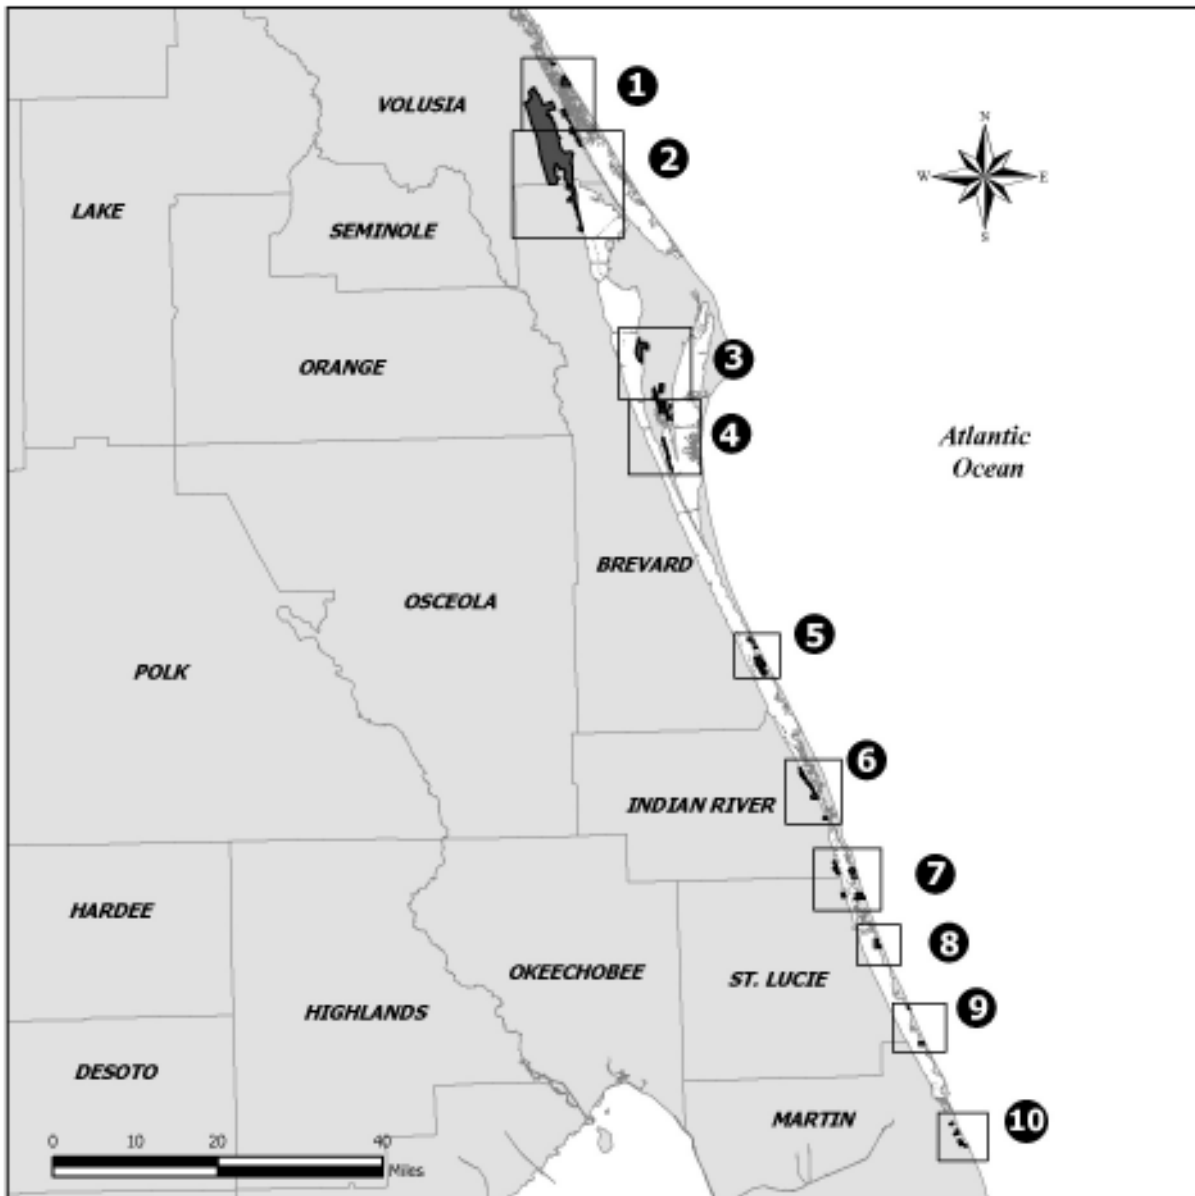 1
VOLUSIA
2
N
W E
S
LAKE
SEMINOLE
3
ORANGE
4
Atlantic
Ocean
BREVARD
OSCEOLA
5
POLK
6
INDIAN RIVER
7
HARDEE
8
OKEECHOBEE
ST. LUCIE
9
HIGHLANDS
DESOTO
MARTIN
10
0 10 20 40
Miles